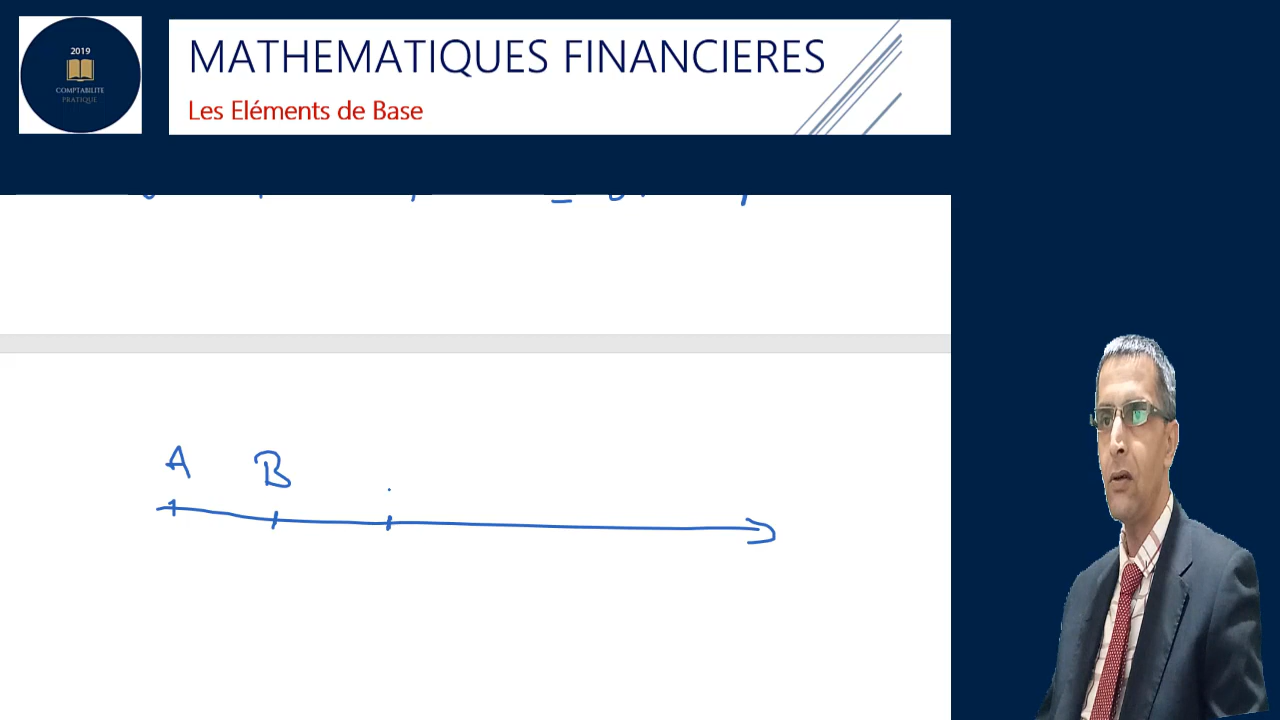 2019
COMPTABILITE
PRATIQUE
MATHEMATIQUES FINANCIERES
Les Eléments de Base
A B